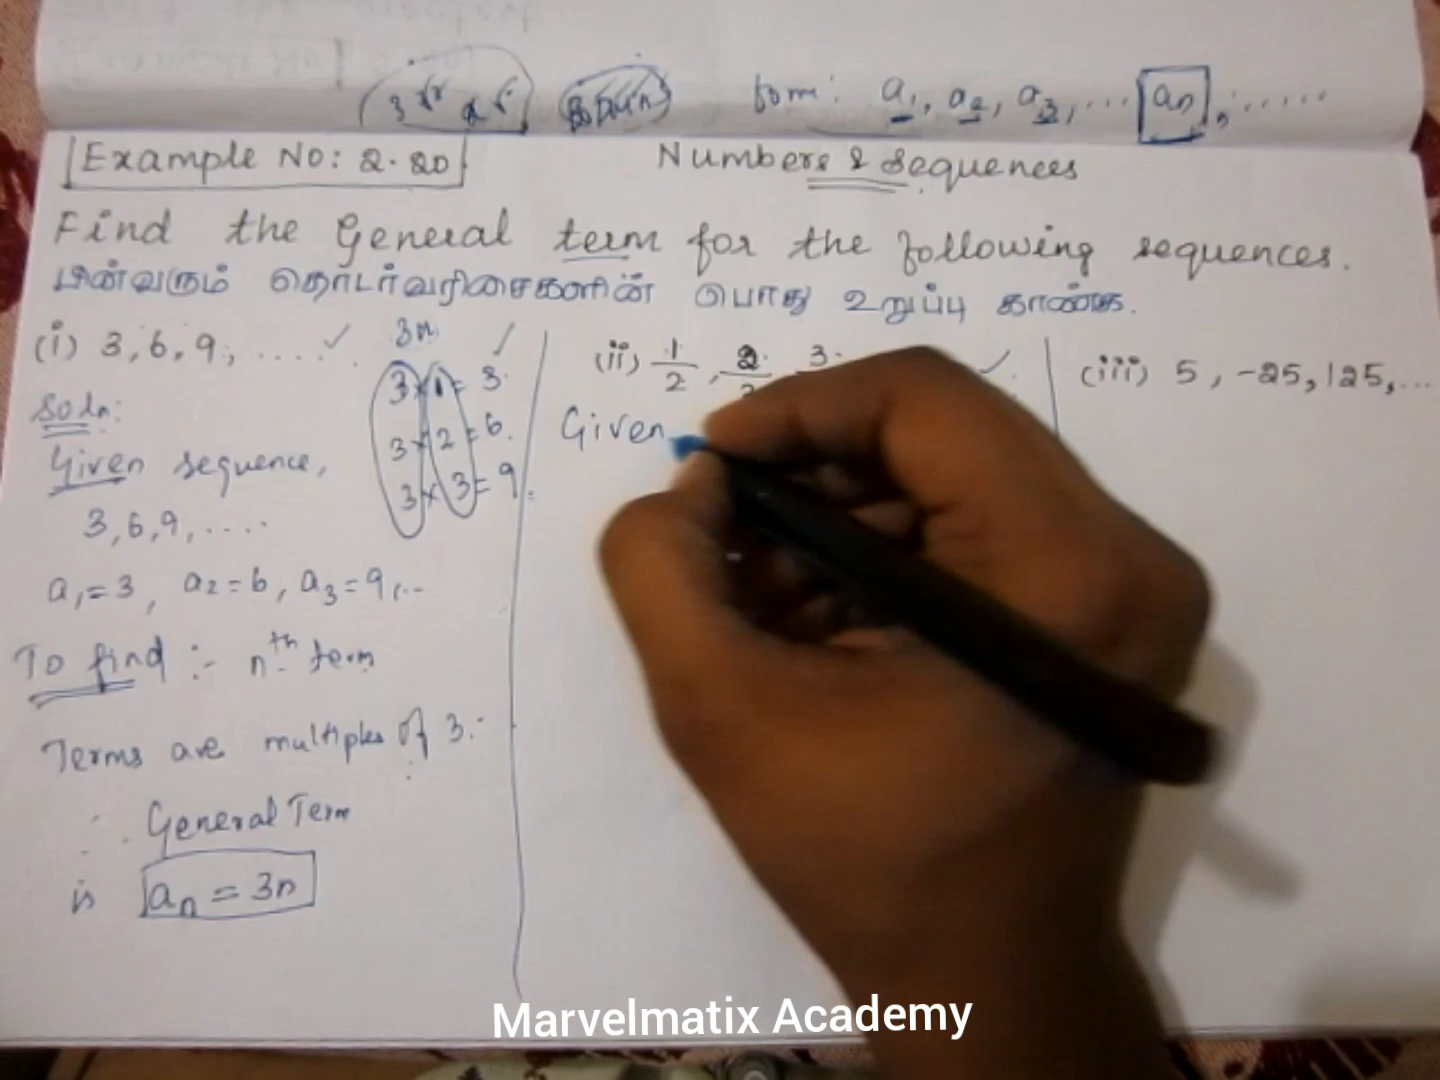 form: a₁, a₂, a₃, ... aₙ, ......
Example No: 2.20
Numbers & Sequences
Find the General term for the following sequences.
பின்வரும் தொடர்வரிசைகளின் பொது உறுப்பு காண்க.
(i) 3, 6, 9, .... ✓
Soln:
Given sequence,
3, 6, 9, ....
a₁ = 3, a₂ = 6, a₃ = 9, ...
To find :- nᵗʰ term
Terms are multiples of 3.
∴ General Term
is aₙ = 3n
3n ✓
3 × 1 = 3
3 × 2 = 6.
3 × 3 = 9.
(ii) 1/2, 2/3, 3 ✓
Given
(iii) 5, -25, 125, ...
Marvelmatix Academy